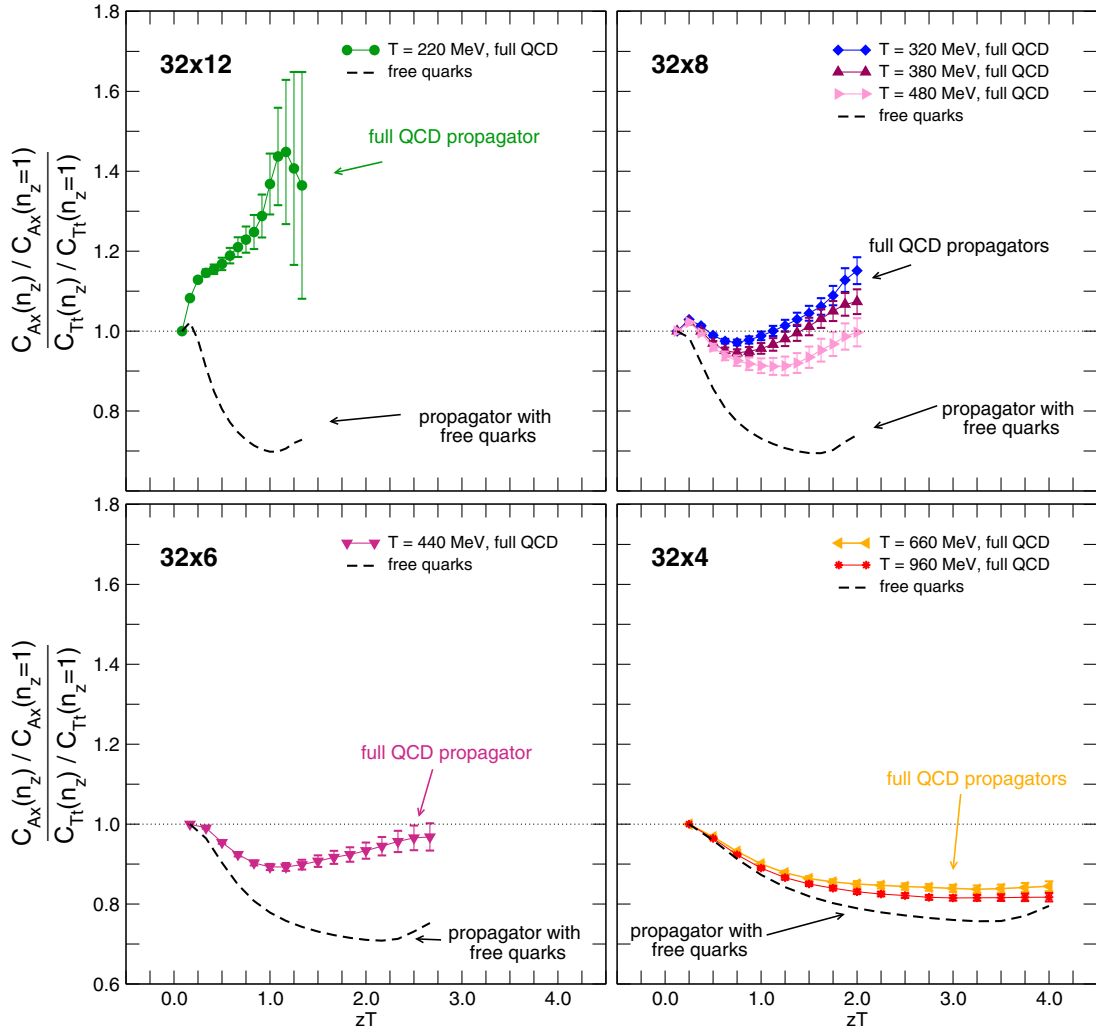 1.8
32x12
T = 220 MeV, full QCD
free quarks
1.6
full QCD propagator
1.4
1.2
1.0
0.8
propagator with
free quarks
C_Ax(n_z) / C_Ax(n_z=1)
C_Tt(n_z) / C_Tt(n_z=1)
32x8
T = 320 MeV, full QCD
T = 380 MeV, full QCD
T = 480 MeV, full QCD
free quarks
full QCD propagators
propagator with
free quarks
1.8
32x6
T = 440 MeV, full QCD
free quarks
1.6
1.4
1.2
full QCD propagator
1.0
0.8
propagator with
free quarks
0.6
C_Ax(n_z) / C_Ax(n_z=1)
C_Tt(n_z) / C_Tt(n_z=1)
0.0 1.0 2.0 3.0 4.0
zT
32x4
T = 660 MeV, full QCD
T = 960 MeV, full QCD
free quarks
full QCD propagators
propagator with
free quarks
0.0 1.0 2.0 3.0 4.0
zT